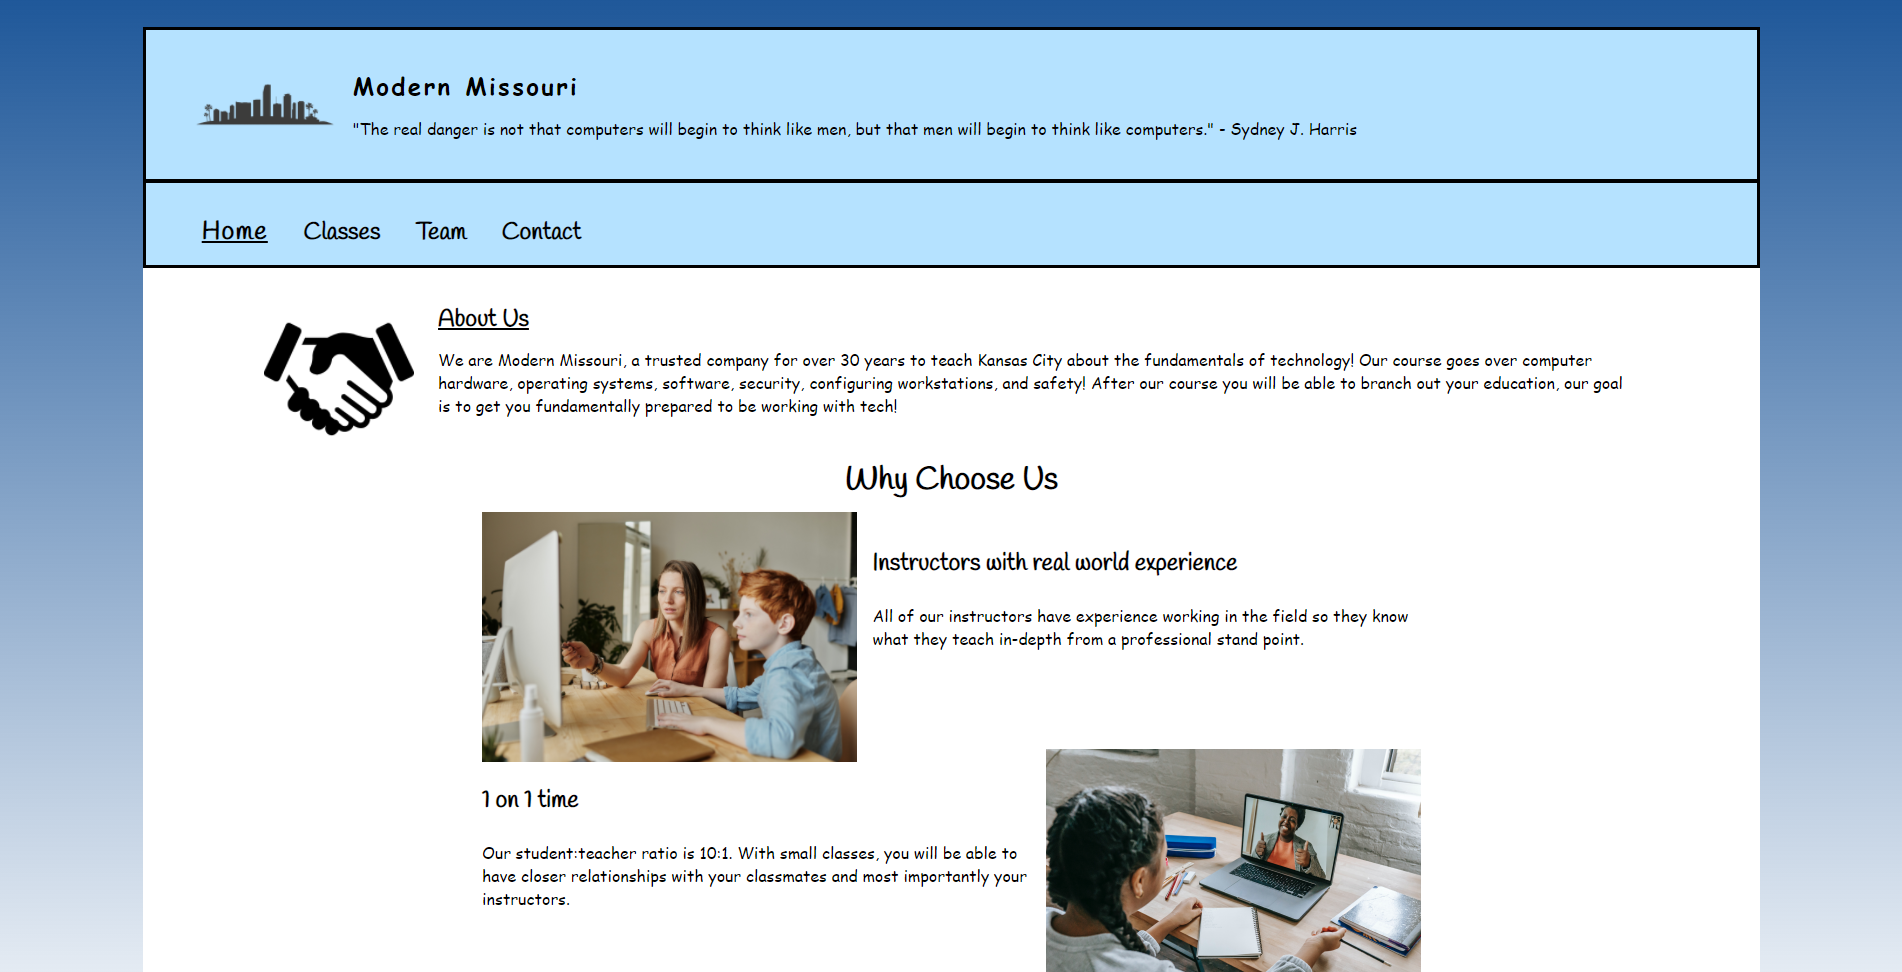 Modern Missouri
"The real danger is not that computers will begin to think like men, but that men will begin to think like computers." - Sydney J. Harris
Home Classes Team Contact
About Us
We are Modern Missouri, a trusted company for over 30 years to teach Kansas City about the fundamentals of technology! Our course goes over computer
hardware, operating systems, software, security, configuring workstations, and safety! After our course you will be able to branch out your education, our goal
is to get you fundamentally prepared to be working with tech!
Why Choose Us
Instructors with real world experience
All of our instructors have experience working in the field so they know
what they teach in-depth from a professional stand point.
1 on 1 time
Our student:teacher ratio is 10:1. With small classes, you will be able to
have closer relationships with your classmates and most importantly your
instructors.